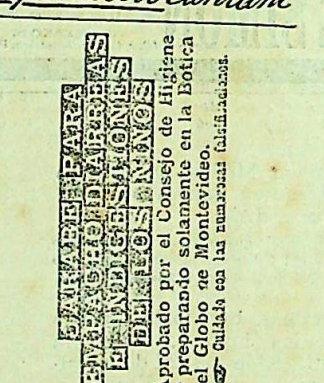 JARABE PARA
EMPACHO DIARREAS
E INDIGESTIONES
DE LOS NIÑOS
Aprobado por el Consejo de Higiene
preparando solamente en la Botica
el Globo de Montevideo.
Cuidado con las numerosas falsificaciones.